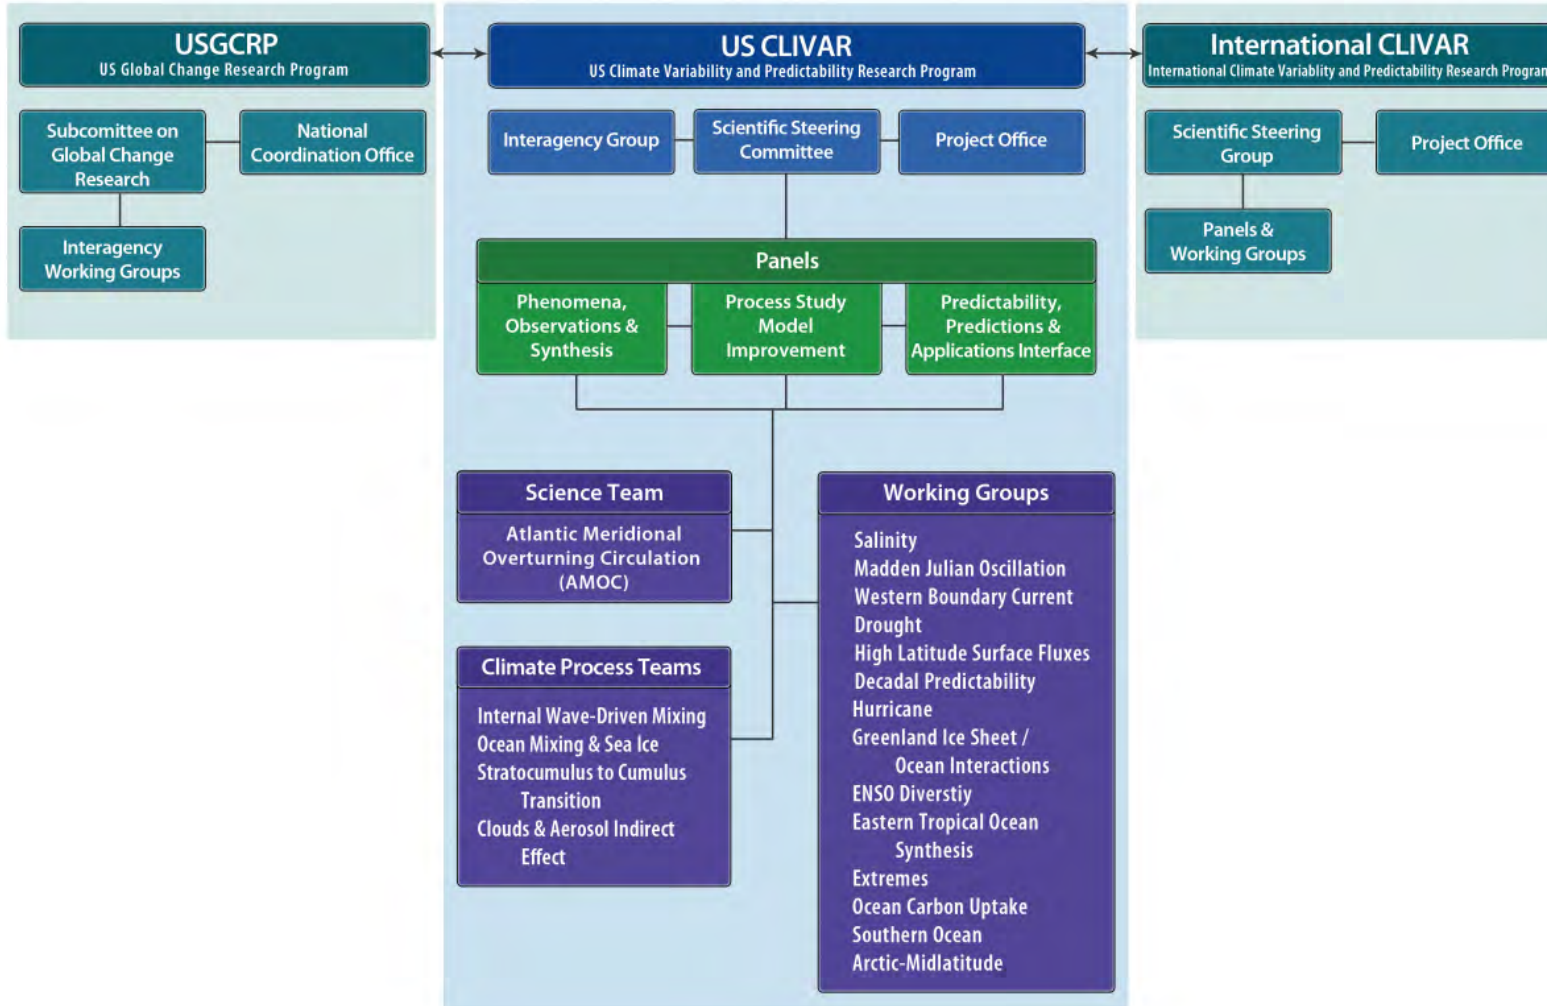 USGCRP
US Global Change Research Program
Subcomittee on
Global Change
Research
National
Coordination Office
Interagency
Working Groups
US CLIVAR
US Climate Variability and Predictability Research Program
Interagency Group
Scientific Steering
Committee
Project Office
International CLIVAR
International Climate Variablity and Predictability Research Program
Scientific Steering
Group
Project Office
Panels &
Working Groups
Panels
Phenomena,
Observations &
Synthesis
Process Study
Model
Improvement
Predictability,
Predictions &
Applications Interface
Science Team
Atlantic Meridional
Overturning Circulation
(AMOC)
Climate Process Teams
Internal Wave-Driven Mixing
Ocean Mixing & Sea Ice
Stratocumulus to Cumulus
Transition
Clouds & Aerosol Indirect
Effect
Working Groups
Salinity
Madden Julian Oscillation
Western Boundary Current
Drought
High Latitude Surface Fluxes
Decadal Predictability
Hurricane
Greenland Ice Sheet /
Ocean Interactions
ENSO Diverstiy
Eastern Tropical Ocean
Synthesis
Extremes
Ocean Carbon Uptake
Southern Ocean
Arctic-Midlatitude